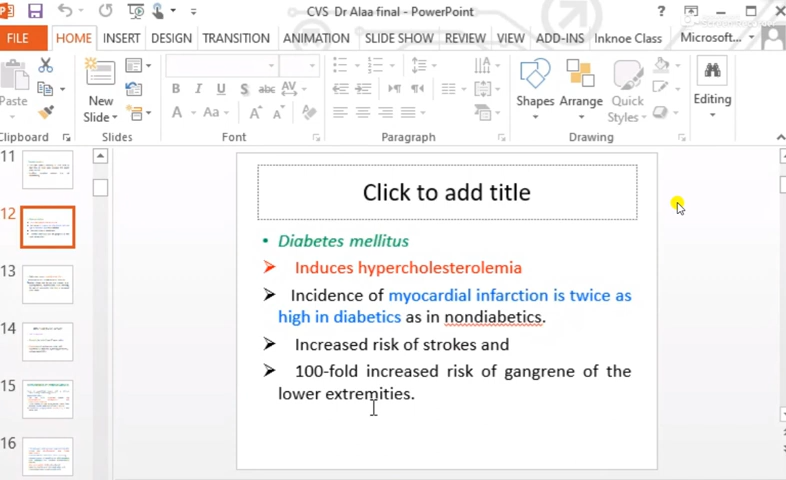 CVS Dr Alaa final - PowerPoint
FILE HOME INSERT DESIGN TRANSITION ANIMATION SLIDE SHOW REVIEW VIEW ADD-INS Inknoe Class Microsoft...
Paste
New
Slide
B I U S abc AV
A Aa A A
Shapes
Arrange
Quick
Styles
Editing
Clipboard Slides Font Paragraph Drawing
11
12
13
14
15
16
Click to add title
• Diabetes mellitus
➢ Induces hypercholesterolemia
➢ Incidence of myocardial infarction is twice as
high in diabetics as in nondiabetics.
➢ Increased risk of strokes and
➢ 100-fold increased risk of gangrene of the
lower extremities.